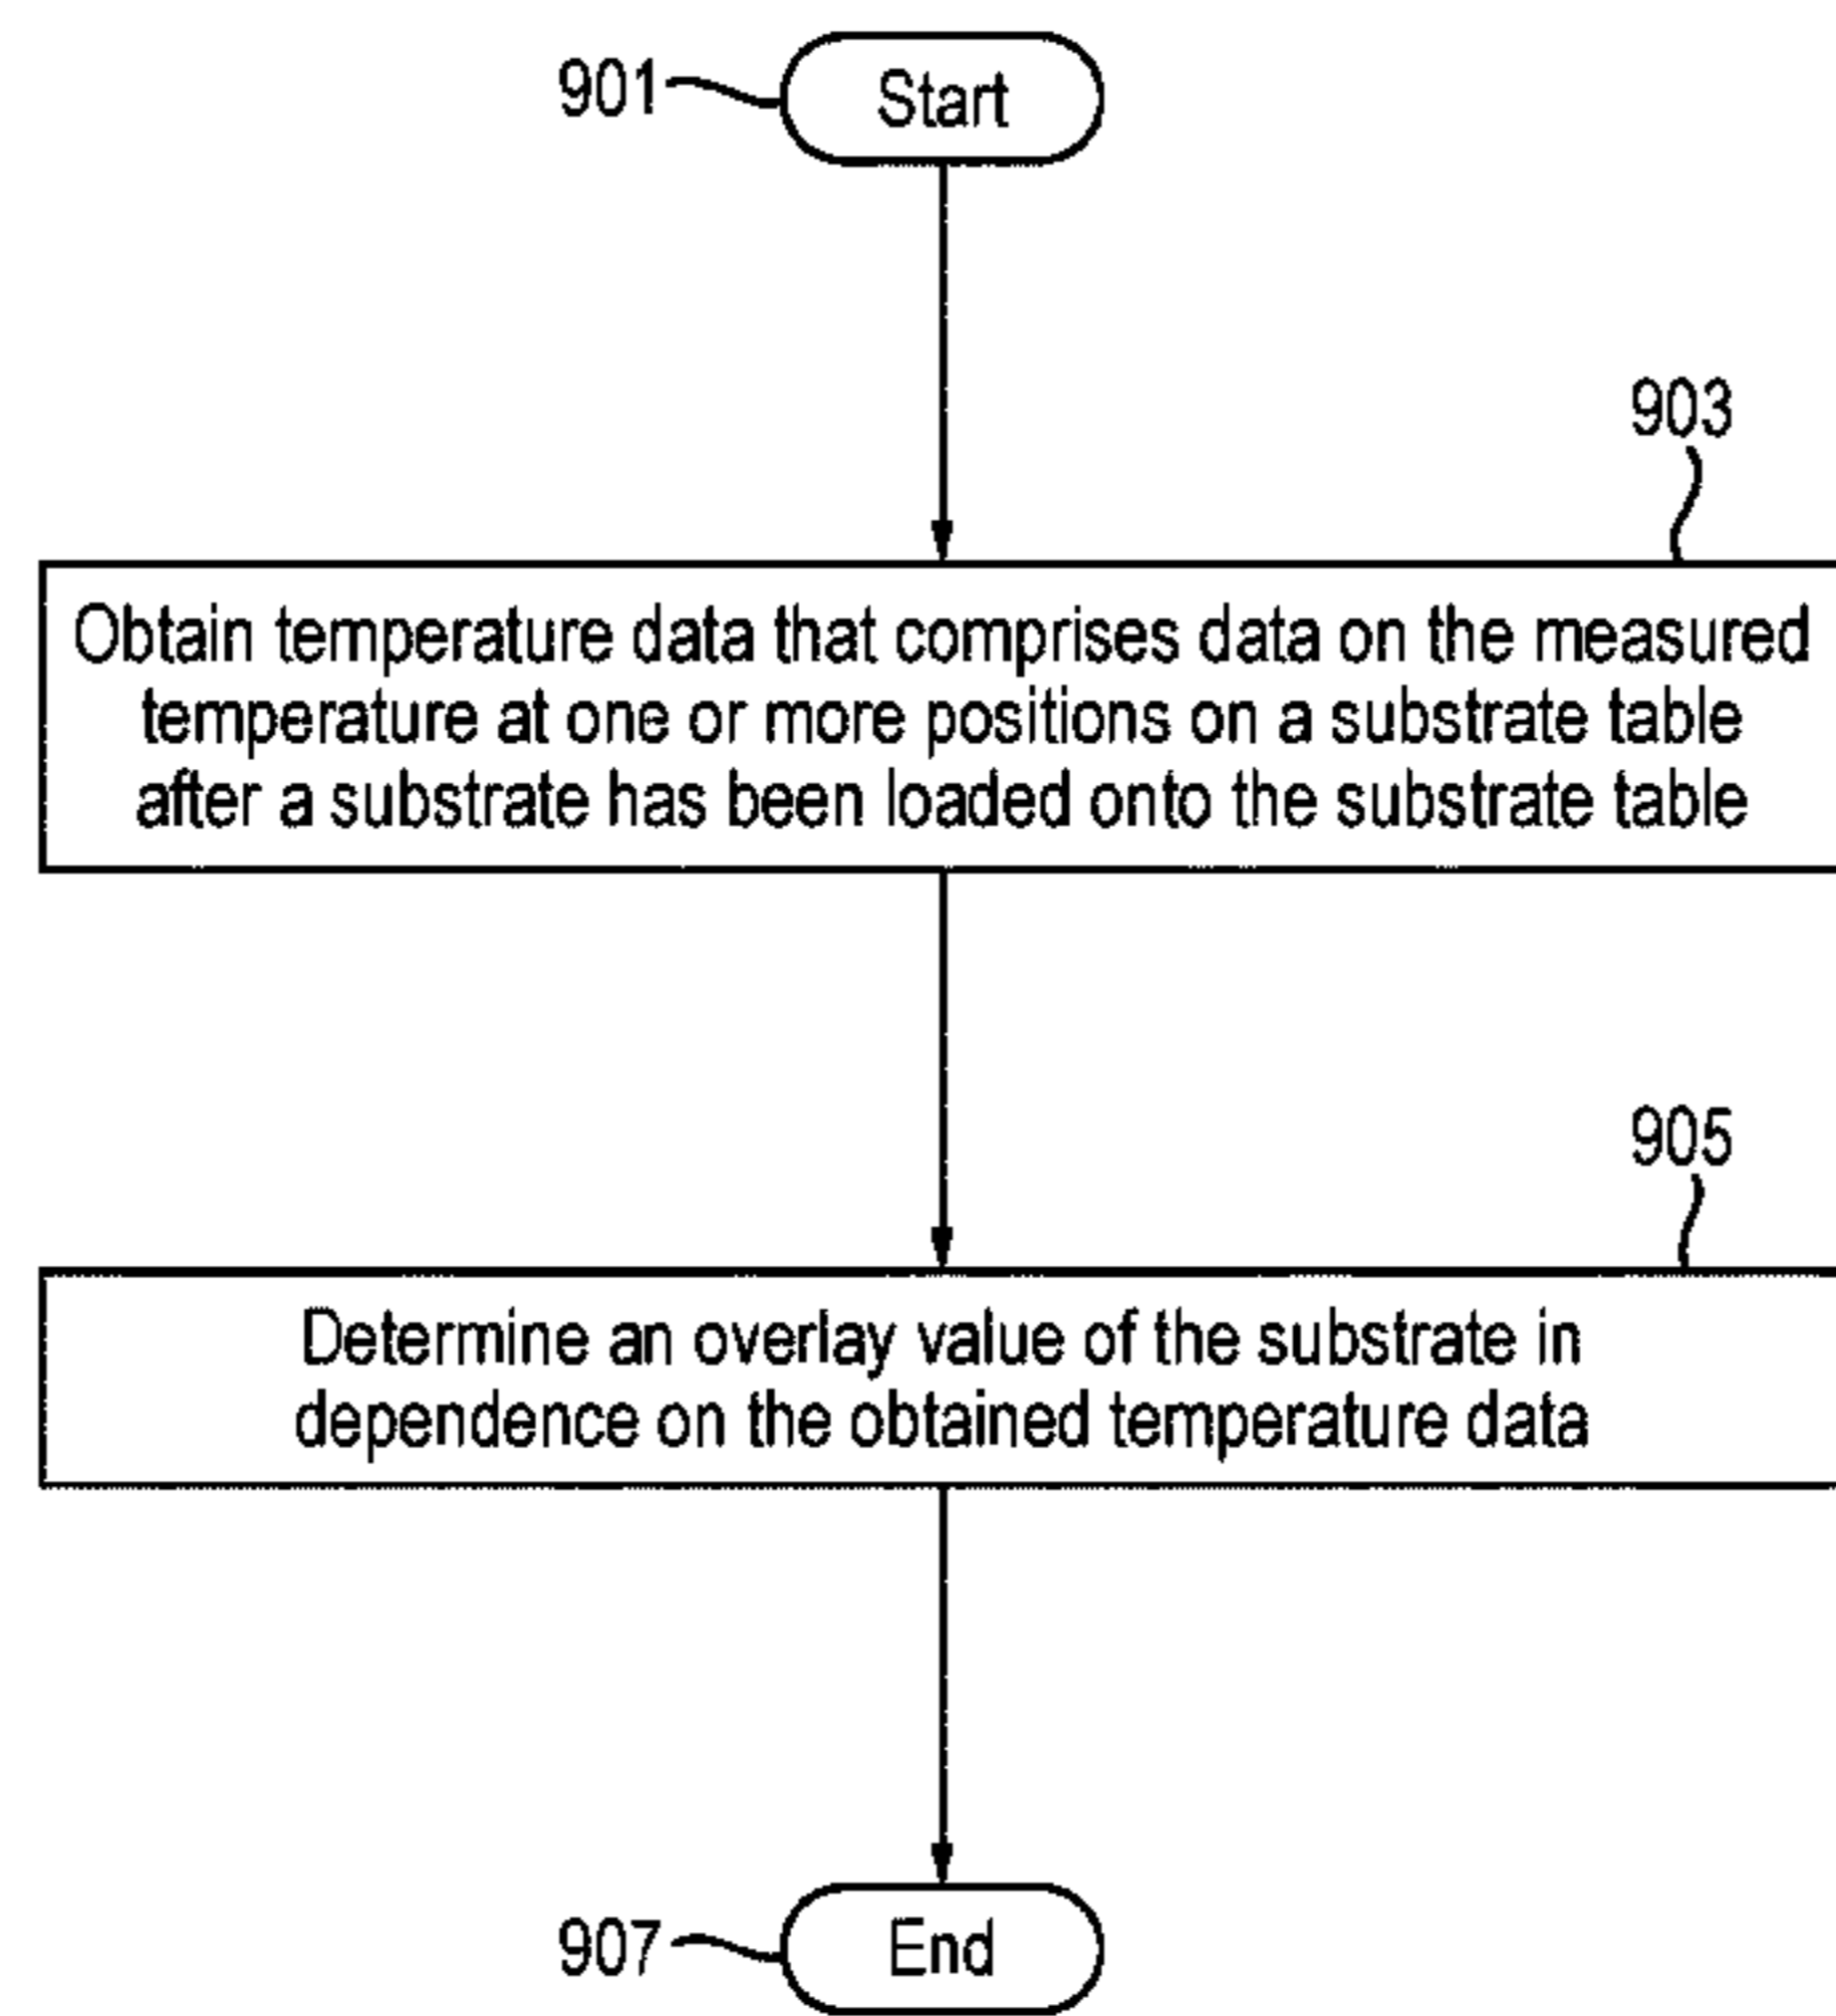 901
Start
903
Obtain temperature data that comprises data on the measured
temperature at one or more positions on a substrate table
after a substrate has been loaded onto the substrate table
905
Determine an overlay value of the substrate in
dependence on the obtained temperature data
907
End